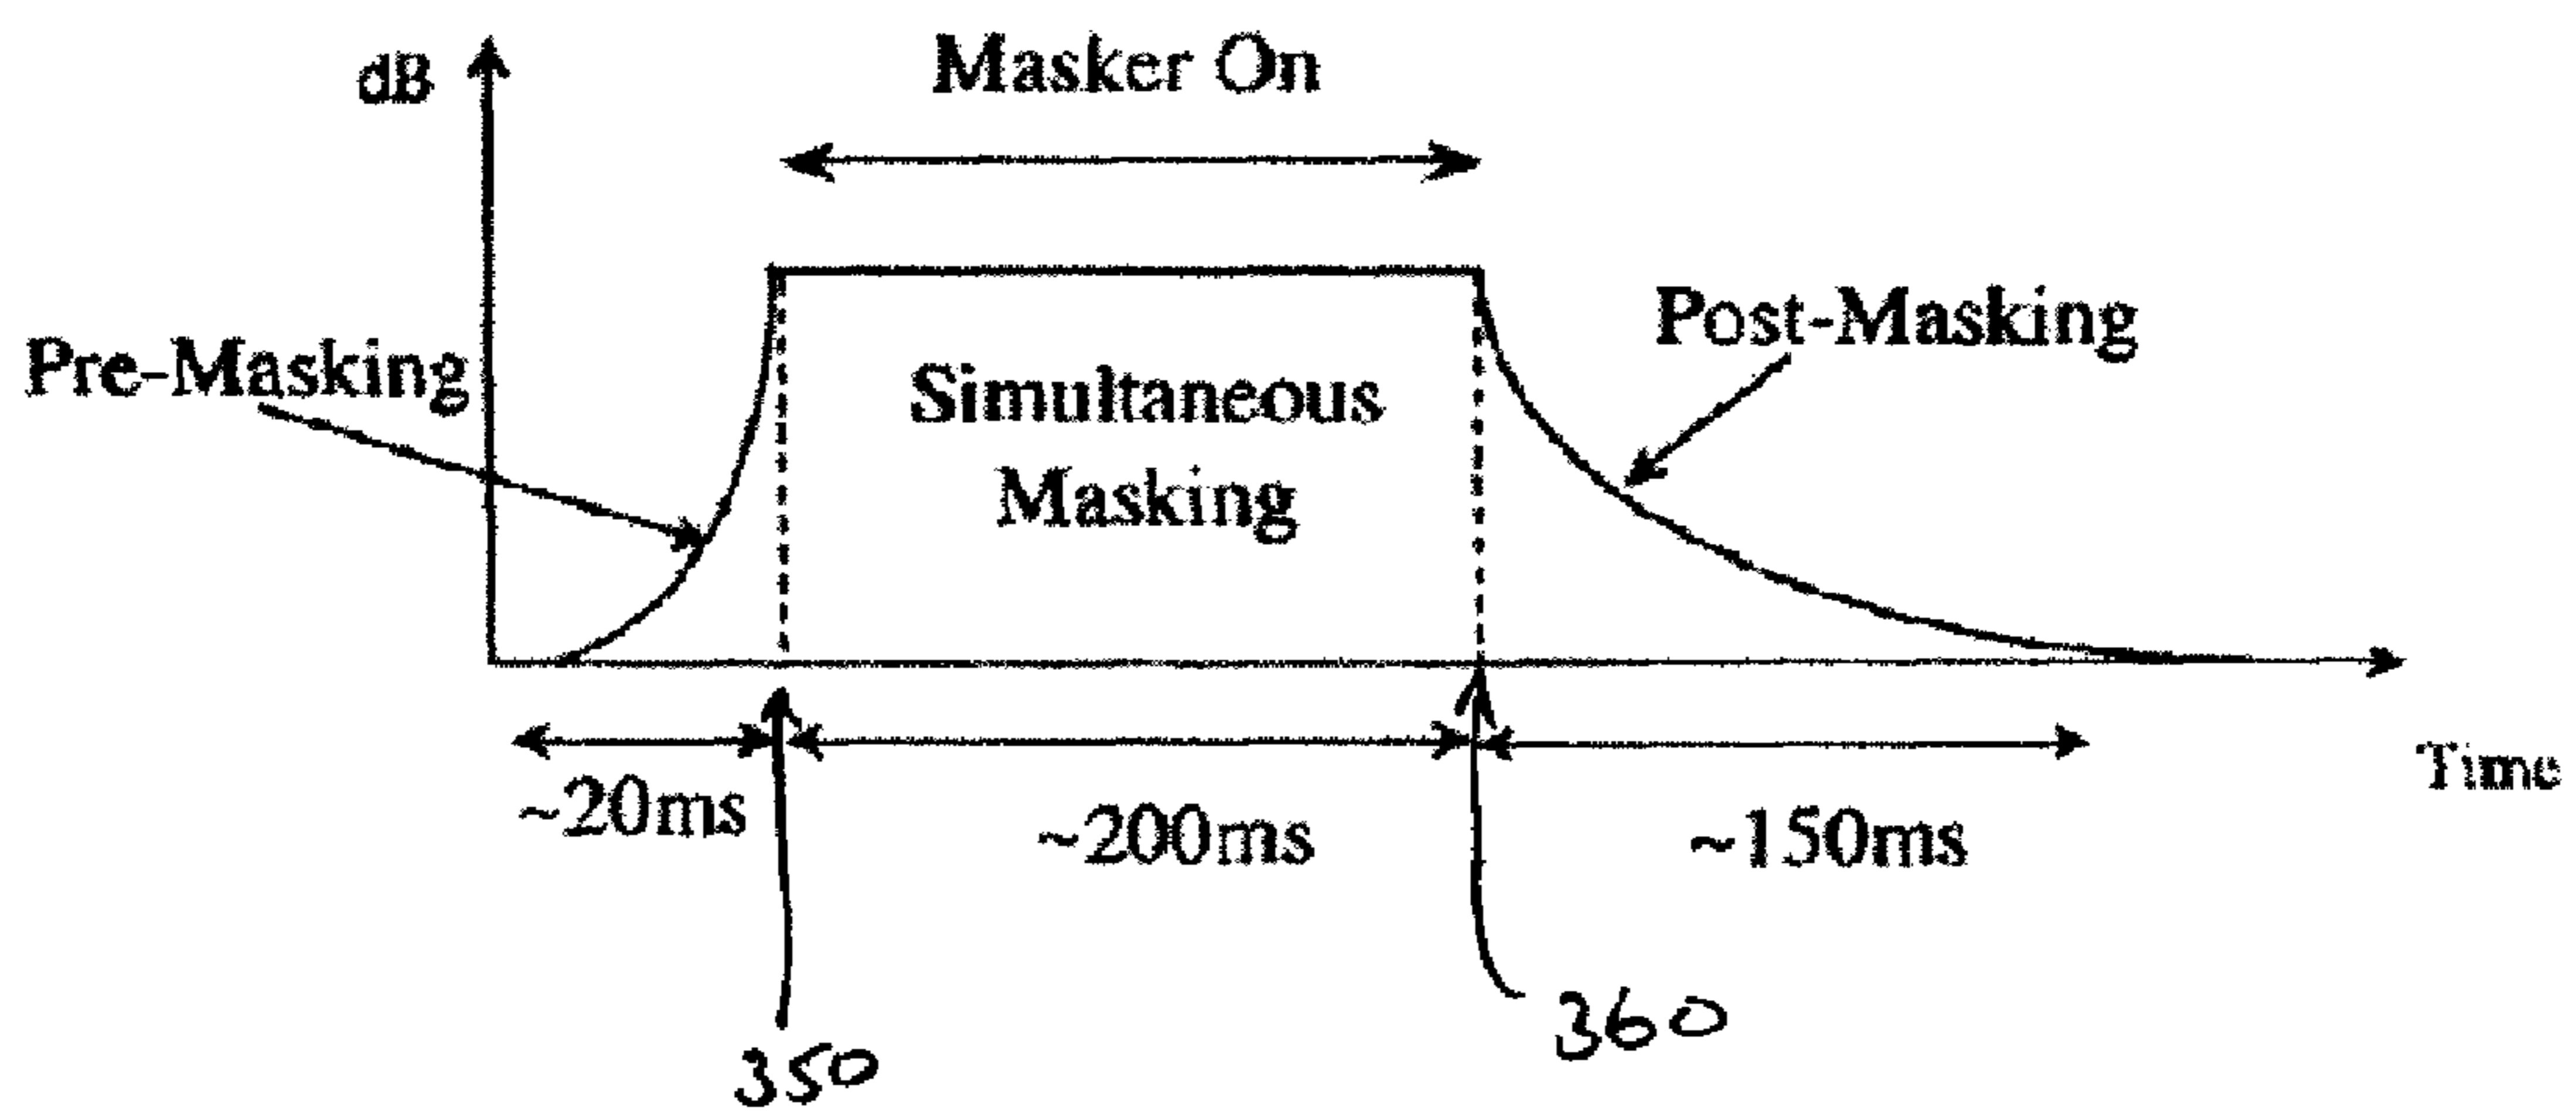 dB
Masker On
Pre-Masking
Simultaneous
Masking
Post-Masking
~20ms
~200ms
~150ms
Time
350
360